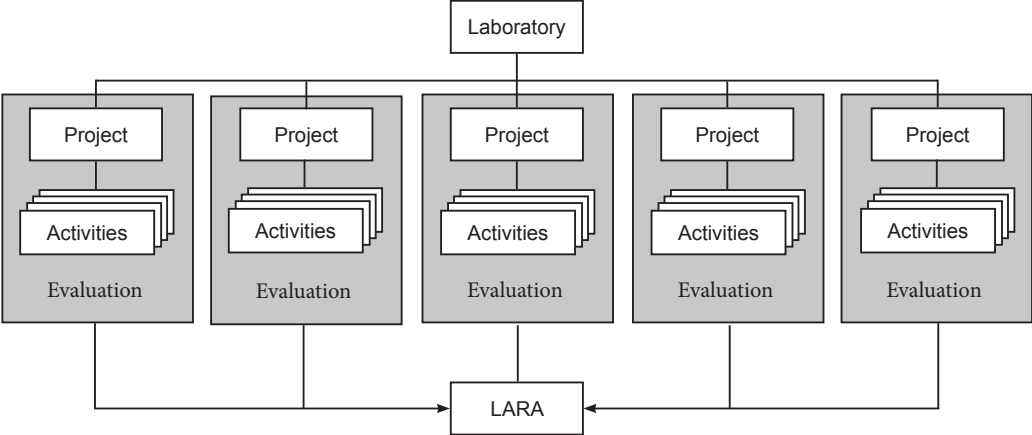 Laboratory
Project
Project
Project
Project
Project
Activities
Activities
Activities
Activities
Activities
Evaluation
Evaluation
Evaluation
Evaluation
Evaluation
LARA